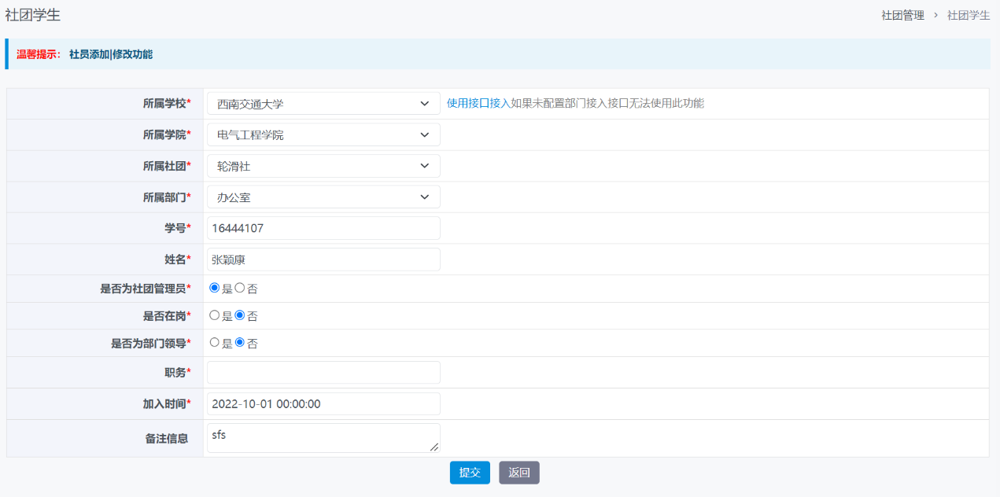 社团学生
社团管理 › 社团学生
温馨提示： 社员添加|修改功能
所属学校* 西南交通大学 使用接口接入如果未配置部门接入接口无法使用此功能
所属学院* 电气工程学院
所属社团* 轮滑社
所属部门* 办公室
学号* 16444107
姓名* 张颖康
是否为社团管理员* 是 否
是否在岗* 是 否
是否为部门领导* 是 否
职务*
加入时间* 2022-10-01 00:00:00
备注信息 sfs
提交 返回